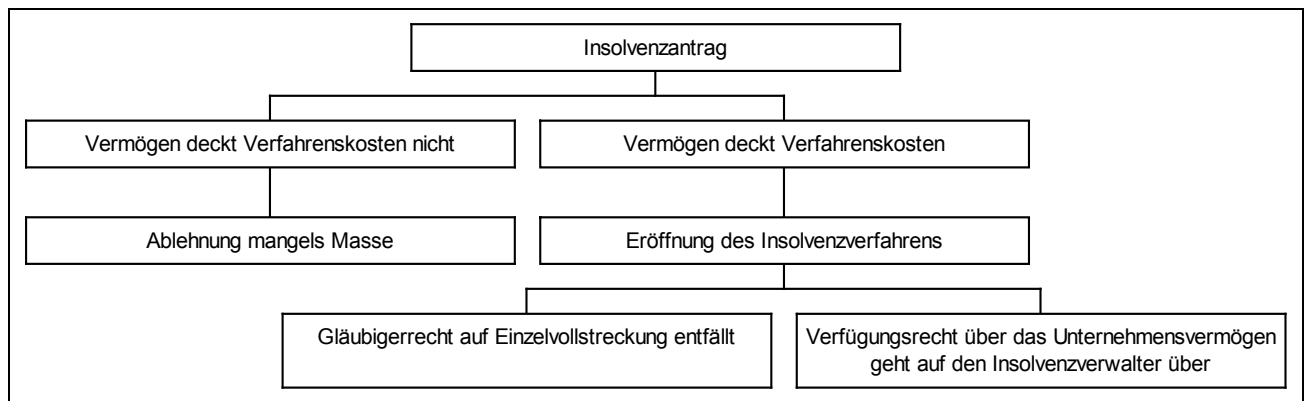 Insolvenzantrag
Vermögen deckt Verfahrenskosten nicht
Vermögen deckt Verfahrenskosten
Ablehnung mangels Masse
Eröffnung des Insolvenzverfahrens
Gläubigerrecht auf Einzelvollstreckung entfällt
Verfügungsrecht über das Unternehmensvermögen
geht auf den Insolvenzverwalter über